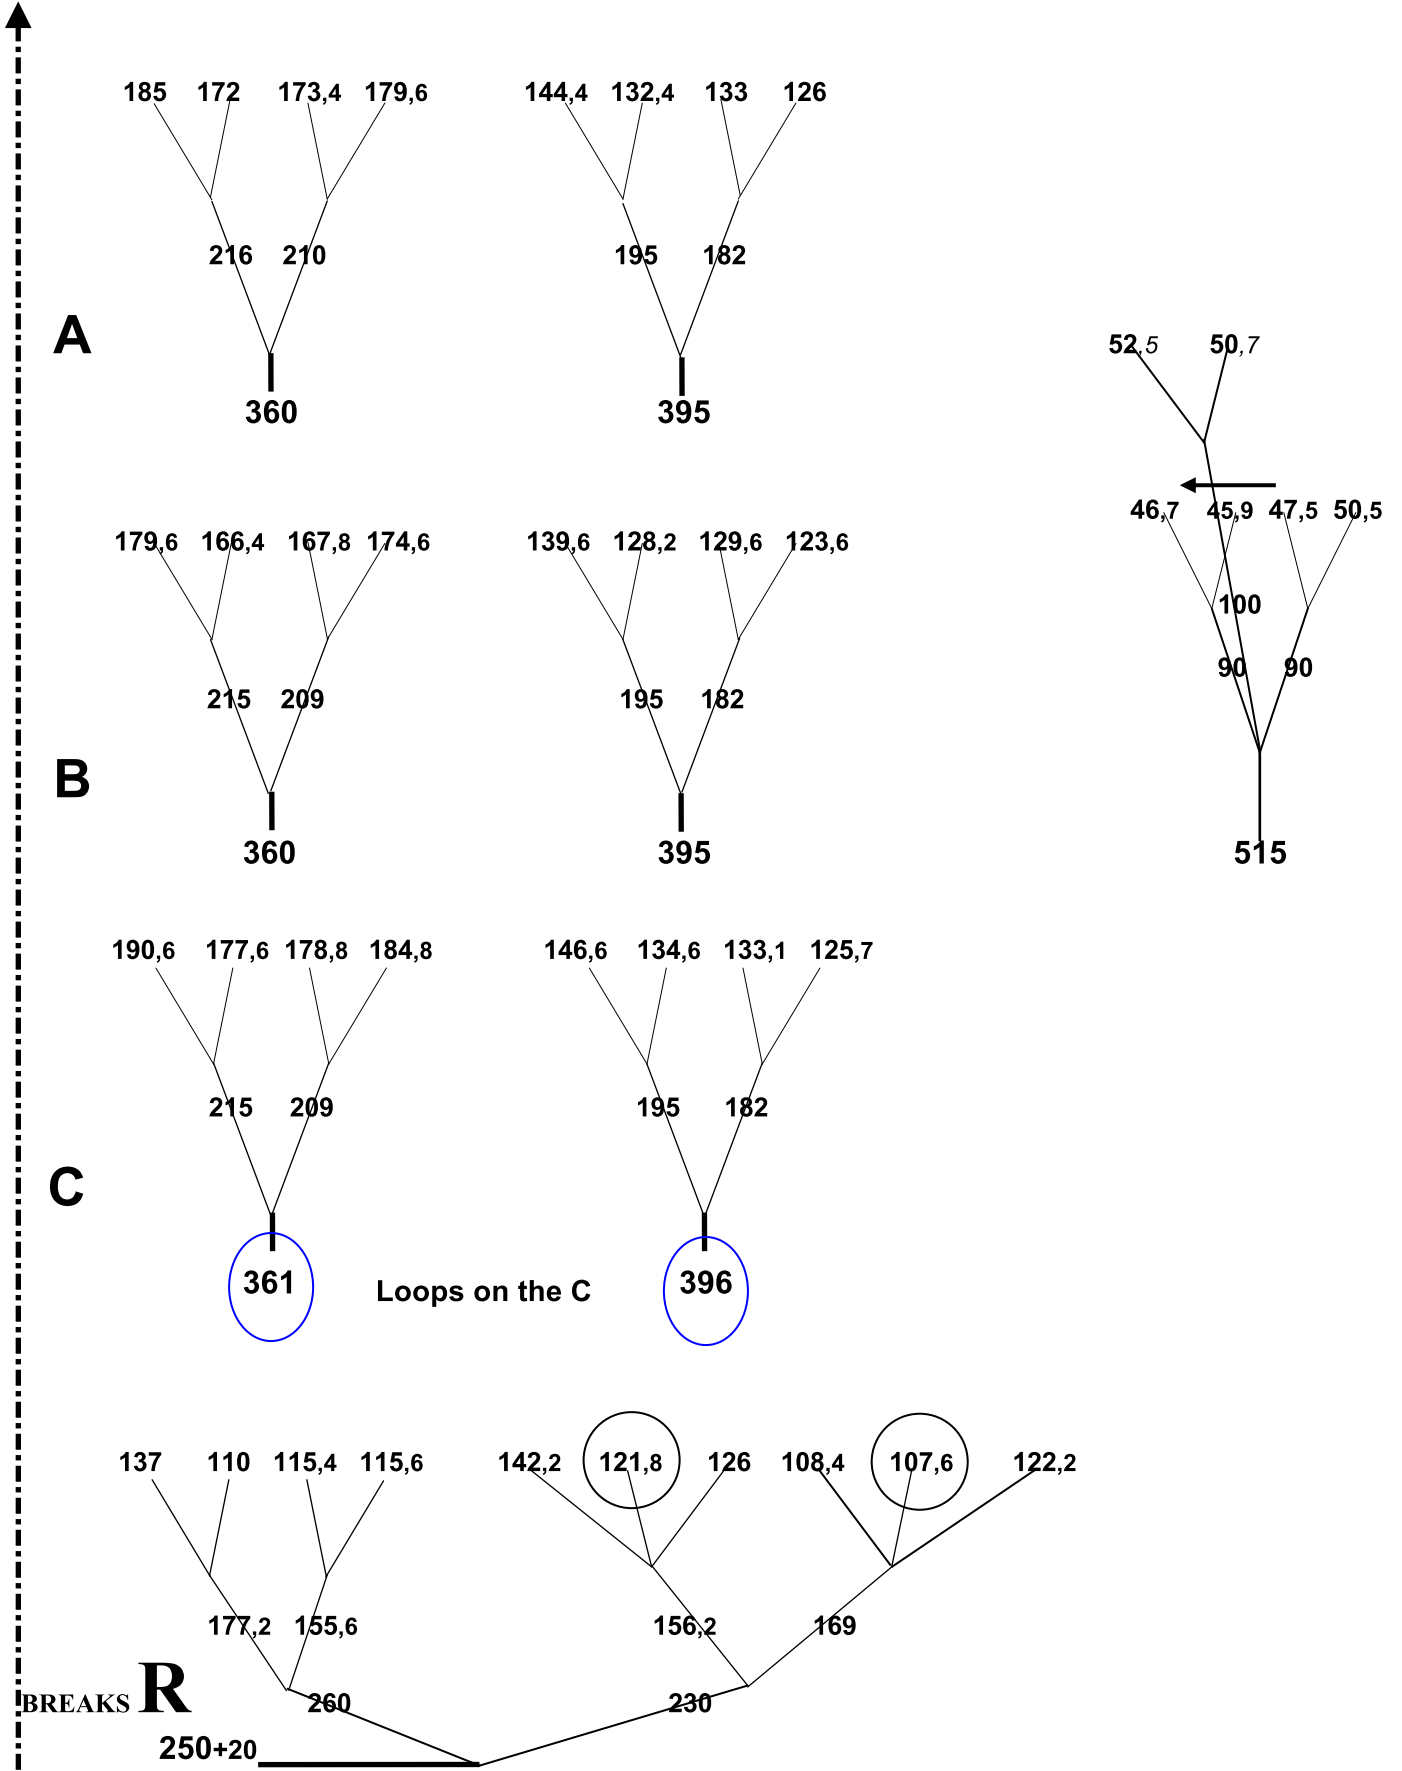 185 172 173,4 179,6 144,4 132,4 133 126
216 210 195 182
A
52,5 50,7
360 395
46,7 45,9 47,5 50,5
179,6 166,4 167,8 174,6 139,6 128,2 129,6 123,6
100
90 90
215 209 195 182
B
360 395 515
190,6 177,6 178,8 184,8 146,6 134,6 133,1 125,7
215 209 195 182
C
361 Loops on the C 396
137 110 115,4 115,6 142,2 121,8 126 108,4 107,6 122,2
177,2 155,6 156,2 169
BREAKS R 260 230
250+20